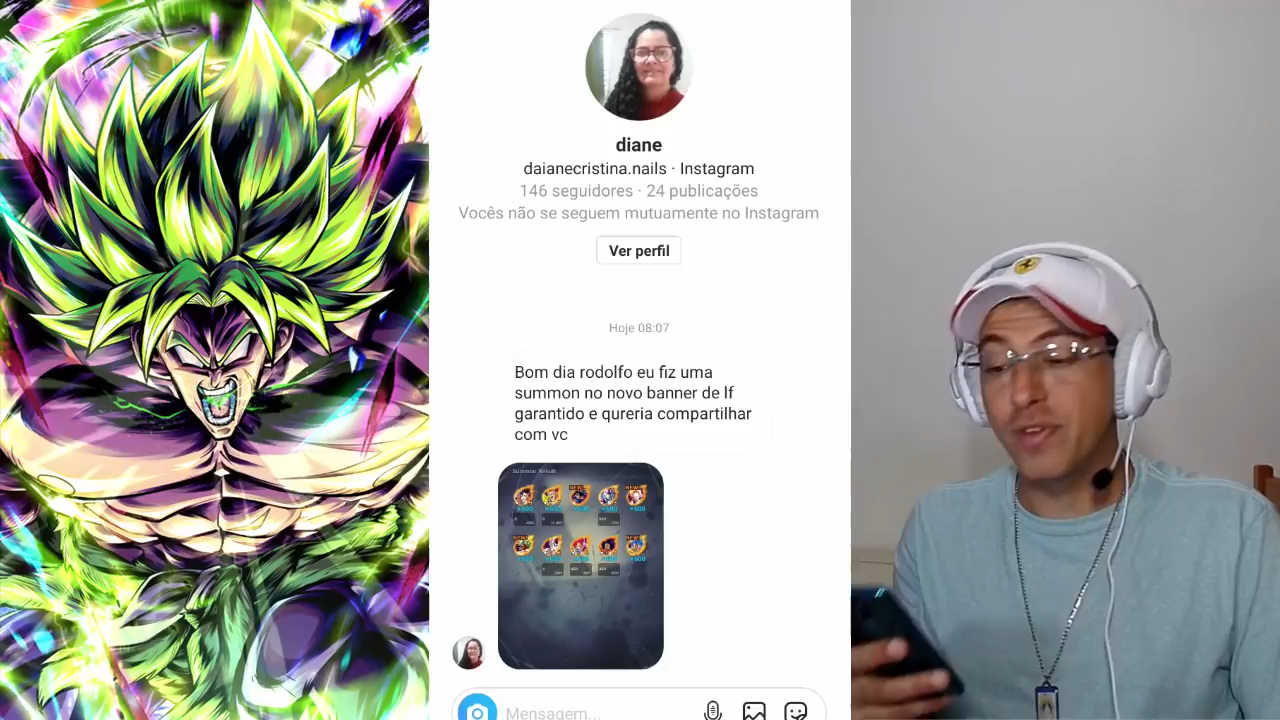 diane
daianecristina.nails · Instagram
146 seguidores · 24 publicações
Vocês não se seguem mutuamente no Instagram
Ver perfil
Hoje 08:07
Bom dia rodolfo eu fiz uma
summon no novo banner de lf
garantido e qureria compartilhar
com vc
Summon Result
Mensagem...